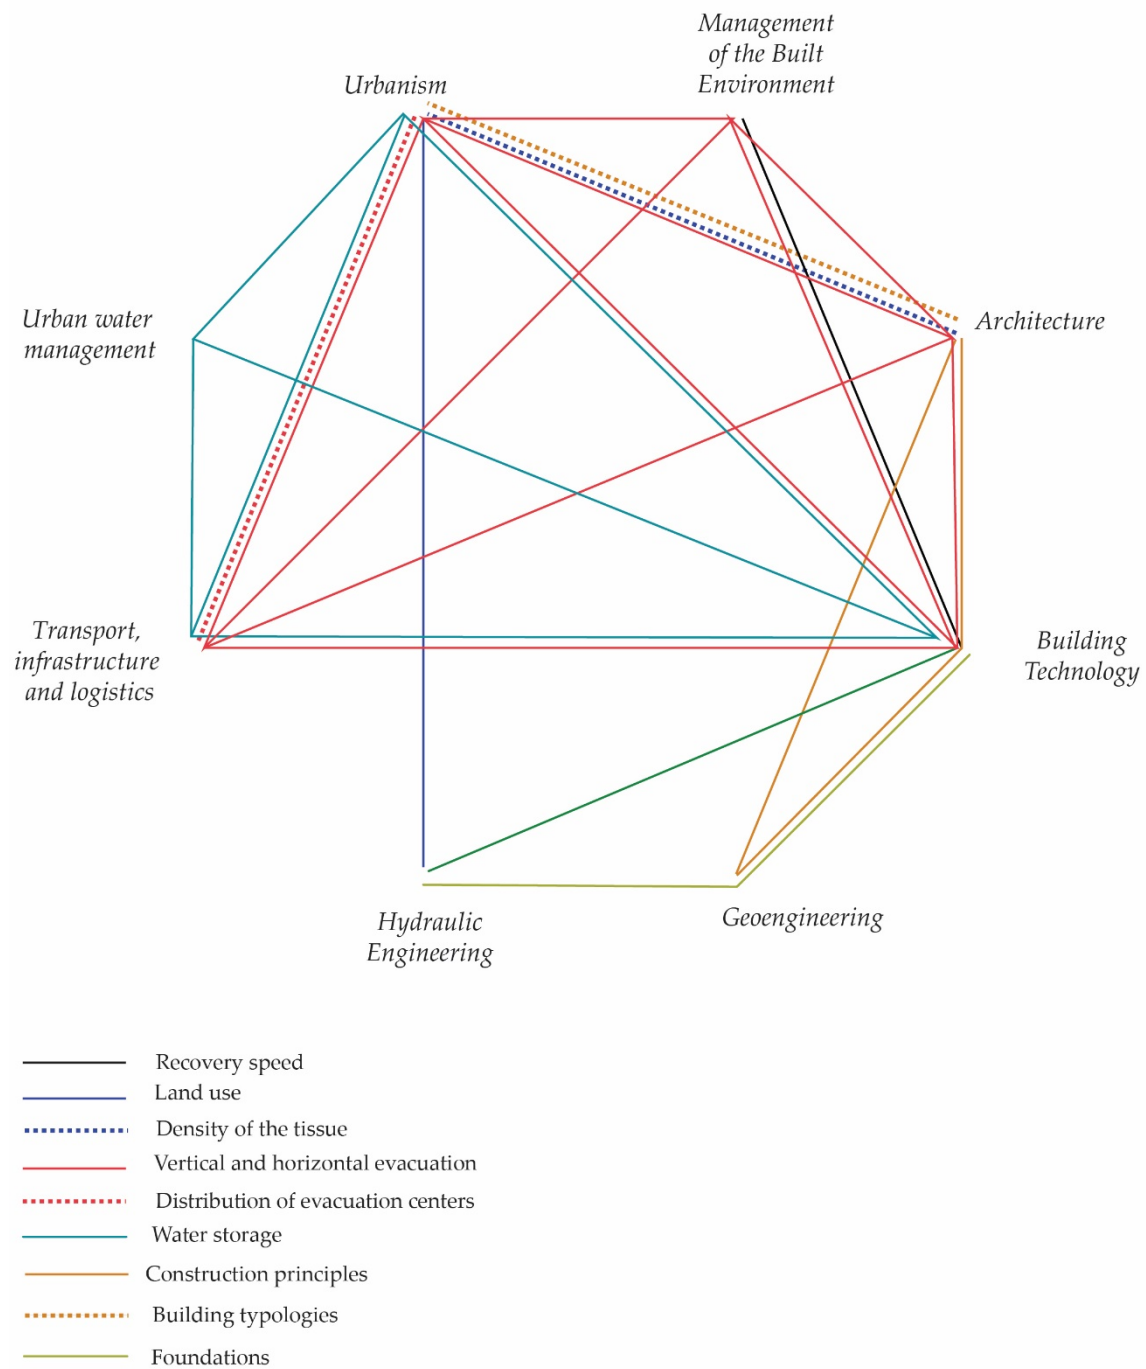 Management
of the Built
Environment
Urbanism
Urban water
management
Architecture
Transport,
infrastructure
and logistics
Building
Technology
Hydraulic
Engineering
Geoengineering
Recovery speed
Land use
Density of the tissue
Vertical and horizontal evacuation
Distribution of evacuation centers
Water storage
Construction principles
Building typologies
Foundations